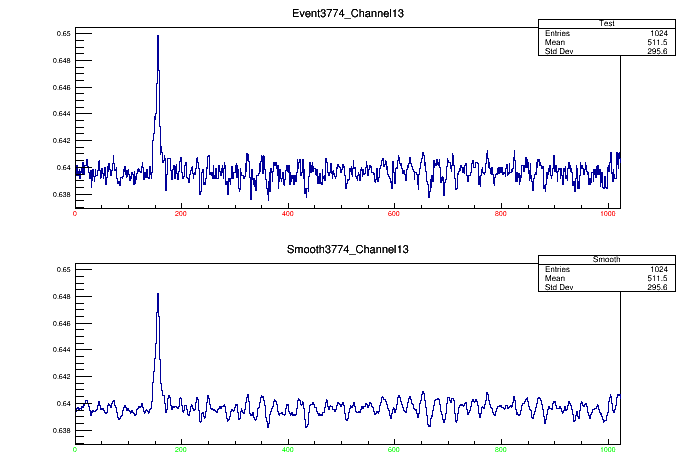 Event3774_Channel13
Test
Entries 1024
Mean 511.5
Std Dev 295.6
0.65
0.648
0.646
0.644
0.642
0.64
0.638
0 200 400 600 800 1000
Smooth3774_Channel13
Smooth
Entries 1024
Mean 511.5
Std Dev 295.6
0.65
0.648
0.646
0.644
0.642
0.64
0.638
0 200 400 600 800 1000